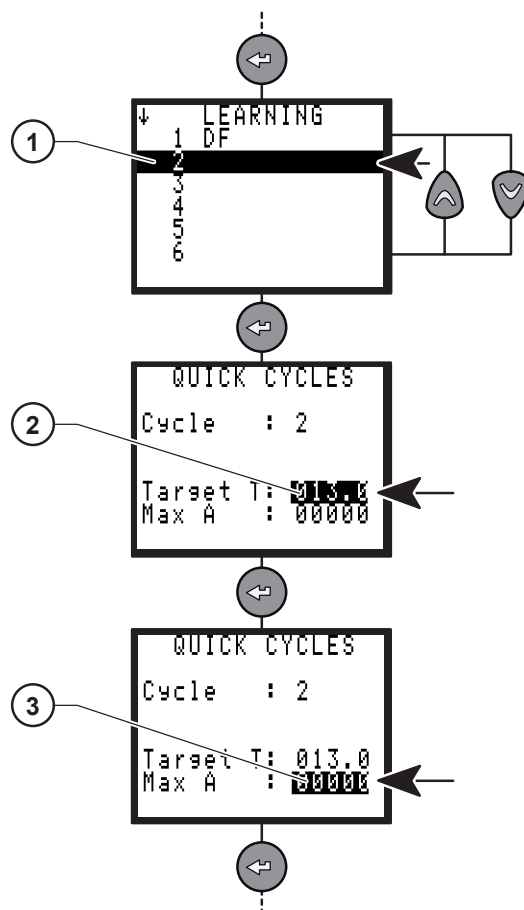 ↓ LEARNING
1 DF
1
2
3
4
5
6
QUICK CYCLES
Cycle : 2
2
Target T: 013.0
Max A : 00000
QUICK CYCLES
Cycle : 2
3
Target T: 013.0
Max A : 00000